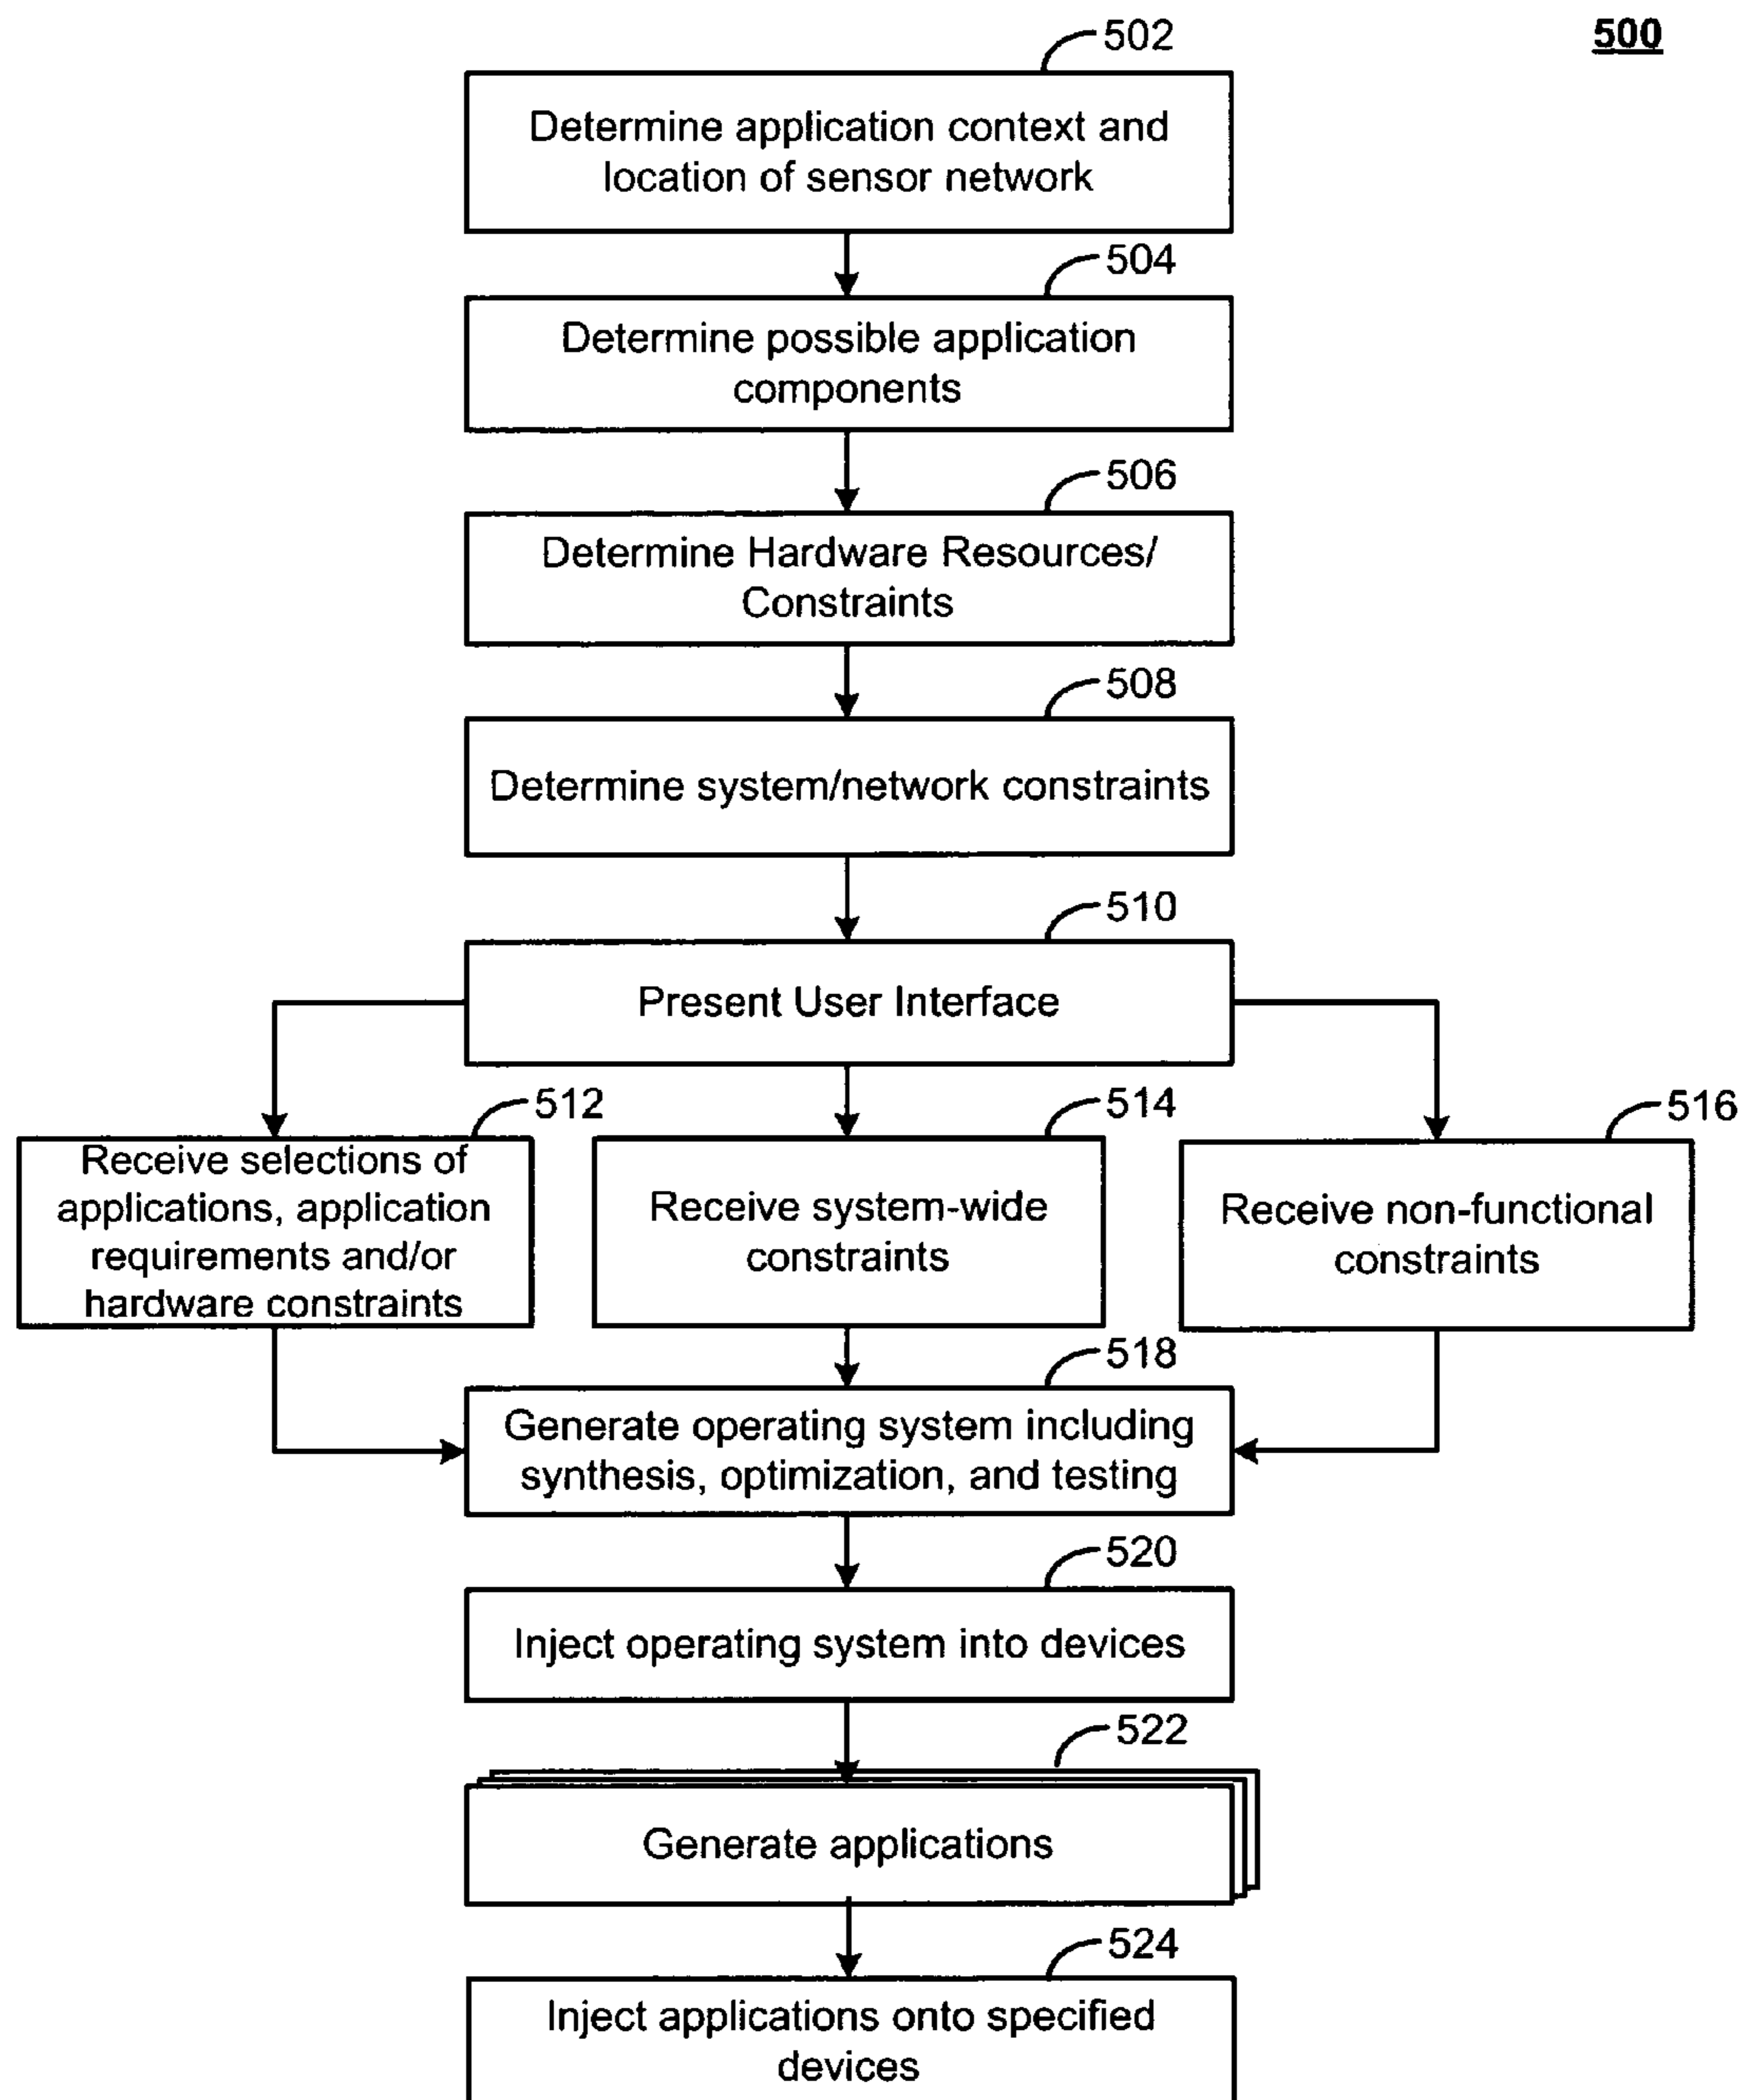 500
502
Determine application context and
location of sensor network
504
Determine possible application
components
506
Determine Hardware Resources/
Constraints
508
Determine system/network constraints
510
Present User Interface
512
Receive selections of
applications, application
requirements and/or
hardware constraints
514
Receive system-wide
constraints
516
Receive non-functional
constraints
518
Generate operating system including
synthesis, optimization, and testing
520
Inject operating system into devices
522
Generate applications
524
Inject applications onto specified
devices